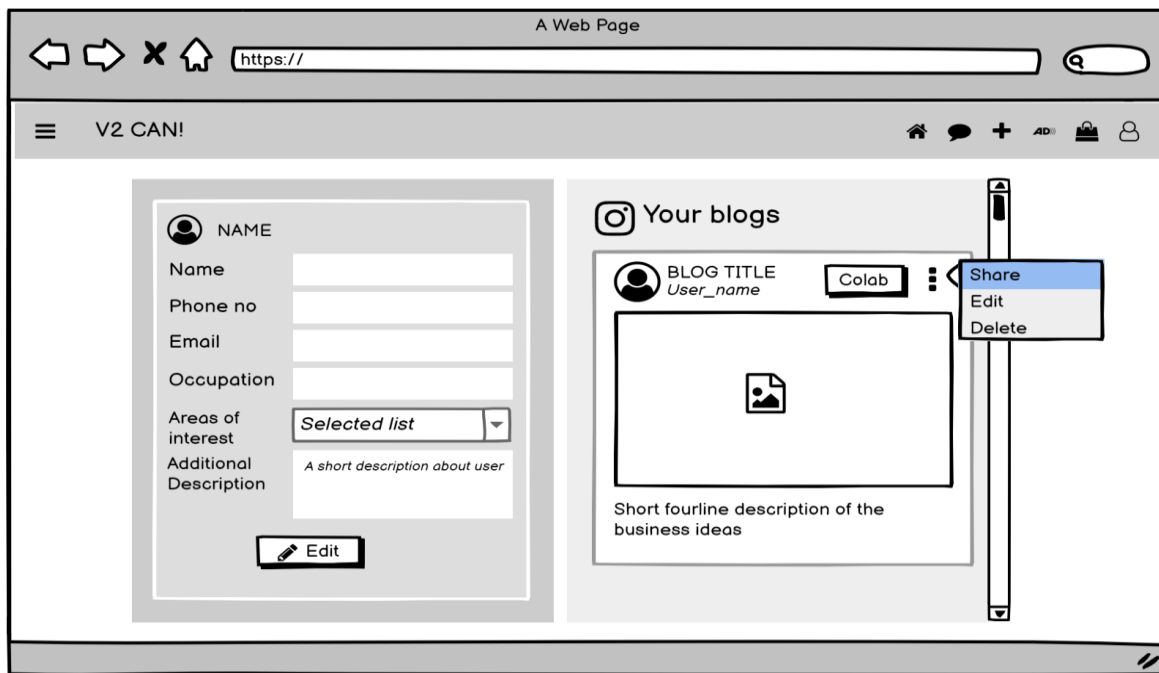 A Web Page
https://
V2 CAN!
AD
NAME
Name
Phone no
Email
Occupation
Areas of
interest
Selected list
Additional
Description
A short description about user
Edit
Your blogs
BLOG TITLE
User_name
Colab
Share
Edit
Delete
Short fourline description of the
business ideas